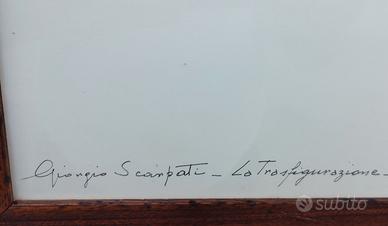 Giorgio Scarpati - La Trasfigurazione -
subito